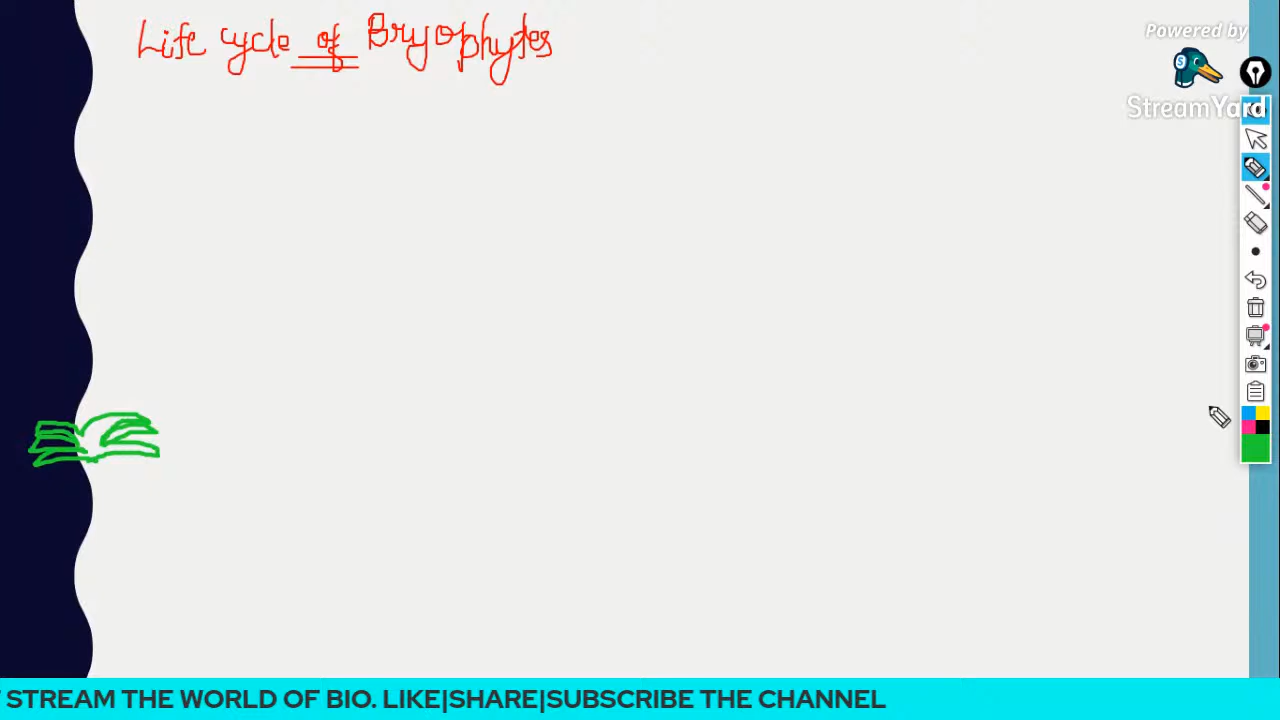 Life cycle of Bryophytes
Powered by
S
StreamYard
STREAM THE WORLD OF BIO. LIKE|SHARE|SUBSCRIBE THE CHANNEL